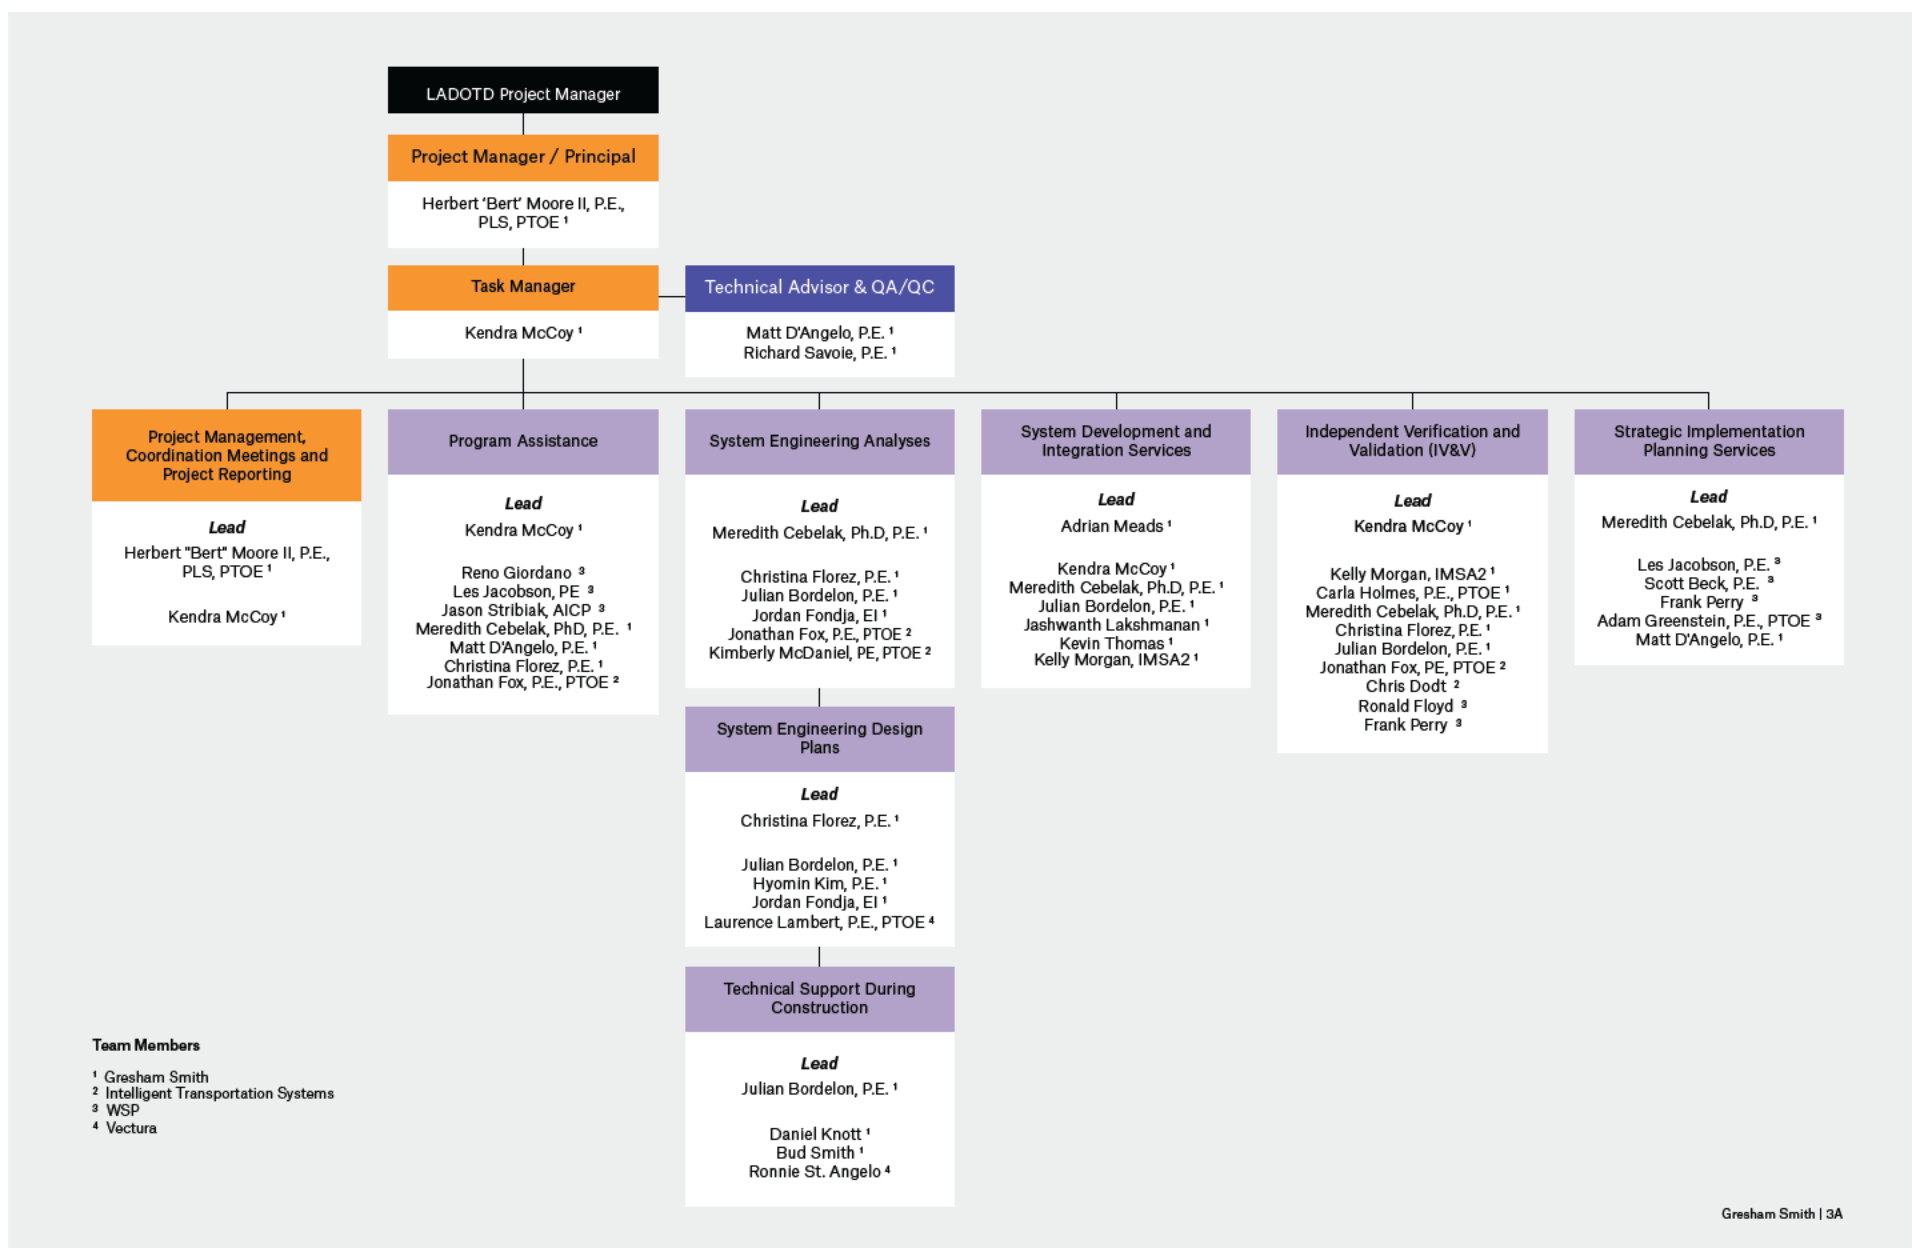 LADOTD Project Manager
Project Manager / Principal
Herbert ‘Bert’ Moore II, P.E.,
PLS, PTOE ¹
Task Manager
Kendra McCoy ¹
Technical Advisor & QA/QC
Matt D'Angelo, P.E. ¹
Richard Savoie, P.E. ¹
Project Management,
Coordination Meetings and
Project Reporting
Lead
Herbert "Bert" Moore II, P.E.,
PLS, PTOE ¹
Kendra McCoy ¹
Program Assistance
Lead
Kendra McCoy ¹
Reno Giordano ³
Les Jacobson, PE ³
Jason Stribiak, AICP ³
Meredith Cebelak, PhD, P.E. ¹
Matt D'Angelo, P.E. ¹
Christina Florez, P.E. ¹
Jonathan Fox, P.E., PTOE ²
System Engineering Analyses
Lead
Meredith Cebelak, Ph.D, P.E. ¹
Christina Florez, P.E. ¹
Julian Bordelon, P.E. ¹
Jordan Fondja, EI ¹
Jonathan Fox, P.E., PTOE ²
Kimberly McDaniel, PE, PTOE ²
System Engineering Design
Plans
Lead
Christina Florez, P.E. ¹
Julian Bordelon, P.E. ¹
Hyomin Kim, P.E. ¹
Jordan Fondja, EI ¹
Laurence Lambert, P.E., PTOE ⁴
Technical Support During
Construction
Lead
Julian Bordelon, P.E. ¹
Daniel Knott ¹
Bud Smith ¹
Ronnie St. Angelo ⁴
System Development and
Integration Services
Lead
Adrian Meads ¹
Kendra McCoy ¹
Meredith Cebelak, Ph.D, P.E. ¹
Julian Bordelon, P.E. ¹
Jashwanth Lakshmanan ¹
Kevin Thomas ¹
Kelly Morgan, IMSA2 ¹
Independent Verification and
Validation (IV&V)
Lead
Kendra McCoy ¹
Kelly Morgan, IMSA2 ¹
Carla Holmes, P.E., PTOE ¹
Meredith Cebelak, Ph.D, P.E. ¹
Christina Florez, P.E. ¹
Julian Bordelon, P.E. ¹
Jonathan Fox, PE, PTOE ²
Chris Dodt ²
Ronald Floyd ³
Frank Perry ³
Strategic Implementation
Planning Services
Lead
Meredith Cebelak, Ph.D, P.E. ¹
Les Jacobson, P.E. ³
Scott Beck, P.E. ³
Frank Perry ³
Adam Greenstein, P.E., PTOE ³
Matt D'Angelo, P.E. ¹
Team Members
¹ Gresham Smith
² Intelligent Transportation Systems
³ WSP
⁴ Vectura
Gresham Smith | 3A